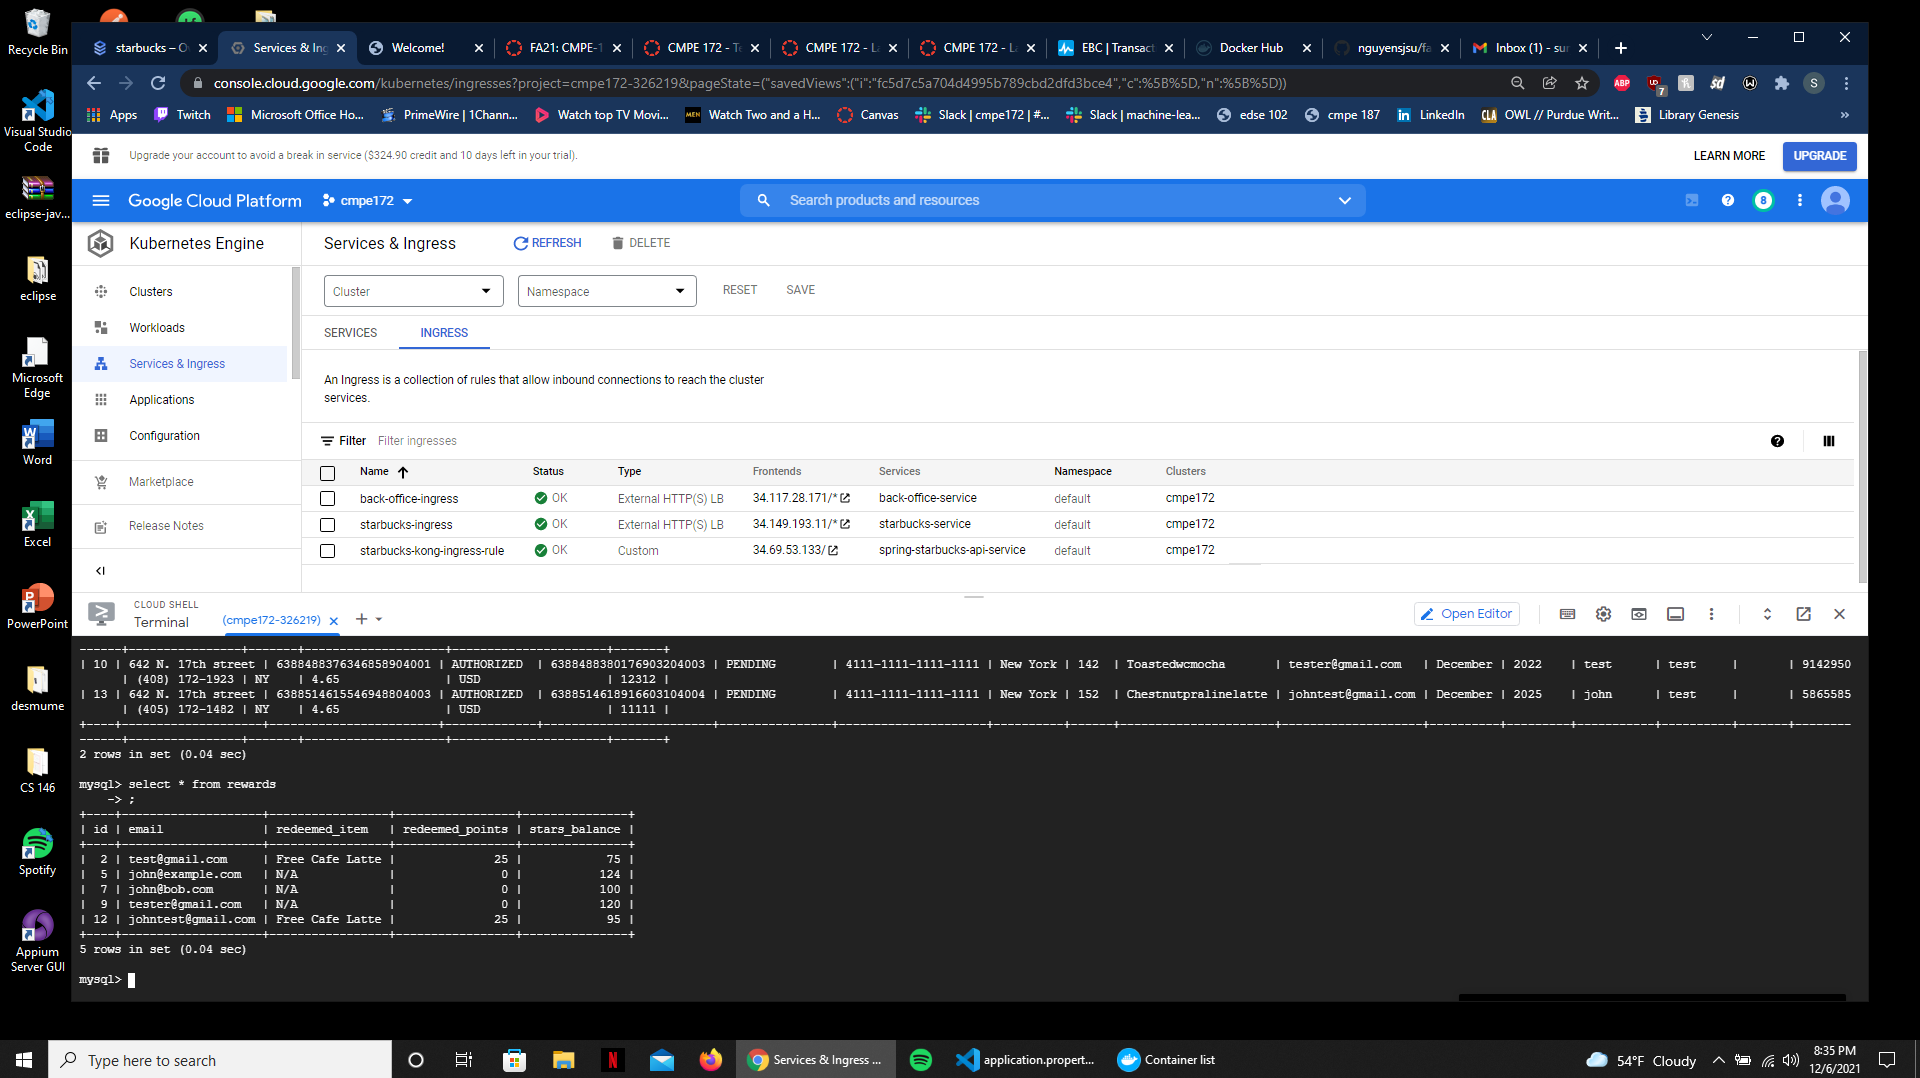 Recycle Bin
Visual Studio Code
eclipse-jav...
eclipse
Microsoft Edge
Word
Excel
PowerPoint
desmume
CS 146
Spotify
Appium Server GUI
starbucks – O
Services & Ing
Welcome!
FA21: CMPE-1
CMPE 172 - Te
CMPE 172 - La
CMPE 172 - La
EBC | Transact
Docker Hub
nguyensjsu/fa
Inbox (1) - sur
console.cloud.google.com/kubernetes/ingresses?project=cmpe172-326219&pageState=("savedViews":("i":"fc5d7c5a704d4995b789cbd2dfd3bce4","c":%5B%5D,"n":%5B%5D))
ABP
7
S
Apps
Twitch
Microsoft Office Ho...
PrimeWire | 1Chann...
Watch top TV Movi...
MEN
Watch Two and a H...
Canvas
Slack | cmpe172 | #...
Slack | machine-lea...
edse 102
cmpe 187
LinkedIn
OWL // Purdue Writ...
Library Genesis
»
Upgrade your account to avoid a break in service ($324.90 credit and 10 days left in your trial).
LEARN MORE
UPGRADE
Google Cloud Platform
cmpe172
Search products and resources
8
Kubernetes Engine
Clusters
Workloads
Services & Ingress
Applications
Configuration
Marketplace
Release Notes
Services & Ingress
REFRESH
DELETE
Cluster
Namespace
RESET
SAVE
SERVICES
INGRESS
An Ingress is a collection of rules that allow inbound connections to reach the cluster
services.
Filter Filter ingresses
Name Status Type Frontends Services Namespace Clusters
back-office-ingress OK External HTTP(S) LB 34.117.28.171/* back-office-service default cmpe172
starbucks-ingress OK External HTTP(S) LB 34.149.193.11/* starbucks-service default cmpe172
starbucks-kong-ingress-rule OK Custom 34.69.53.133/ spring-starbucks-api-service default cmpe172
CLOUD SHELL
Terminal
(cmpe172-326219)
Open Editor
------+----------------+------+-----------------+--------------------+-------+
| 10 | 642 N. 17th street | 6388488376346858904001 | AUTHORIZED | 6388488380176903204003 | PENDING | 4111-1111-1111-1111 | New York | 142 | Toastedwcmocha | tester@gmail.com | December | 2022 | test | test | | 9142950
| (408) 172-1923 | NY | 4.65 | USD | 12312 |
| 13 | 642 N. 17th street | 6388514615546948804003 | AUTHORIZED | 6388514618916603104004 | PENDING | 4111-1111-1111-1111 | New York | 152 | Chestnutpralinelatte | johntest@gmail.com | December | 2025 | john | test | | 5865585
| (405) 172-1482 | NY | 4.65 | USD | 11111 |
2 rows in set (0.04 sec)
mysql> select * from rewards
-> ;
+----+--------------------+-----------------+-----------------+---------------+
| id | email | redeemed_item | redeemed_points | stars_balance |
+----+--------------------+-----------------+-----------------+---------------+
| 2 | test@gmail.com | Free Cafe Latte | 25 | 75 |
| 5 | john@example.com | N/A | 0 | 124 |
| 7 | john@bob.com | N/A | 0 | 100 |
| 9 | tester@gmail.com | N/A | 0 | 120 |
| 12 | johntest@gmail.com | Free Cafe Latte | 25 | 95 |
+----+--------------------+-----------------+-----------------+---------------+
5 rows in set (0.04 sec)
mysql>
Type here to search
Services & Ingress ...
application.propert...
Container list
54°F Cloudy
8:35 PM
12/6/2021